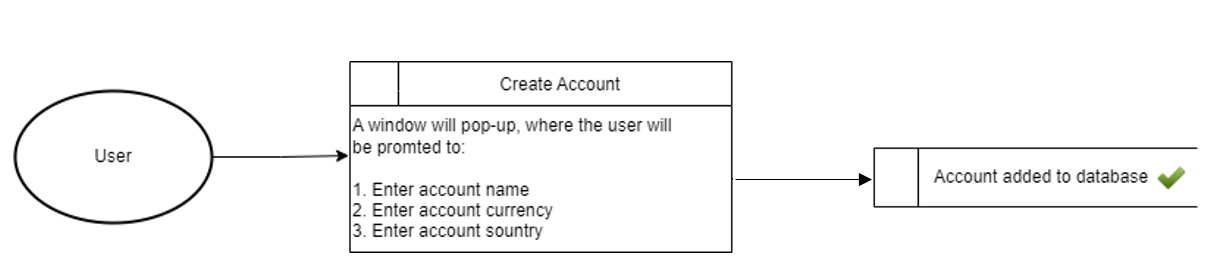 User
Create Account
A window will pop-up, where the user will
be promted to:
1. Enter account name
2. Enter account currency
3. Enter account sountry
Account added to database